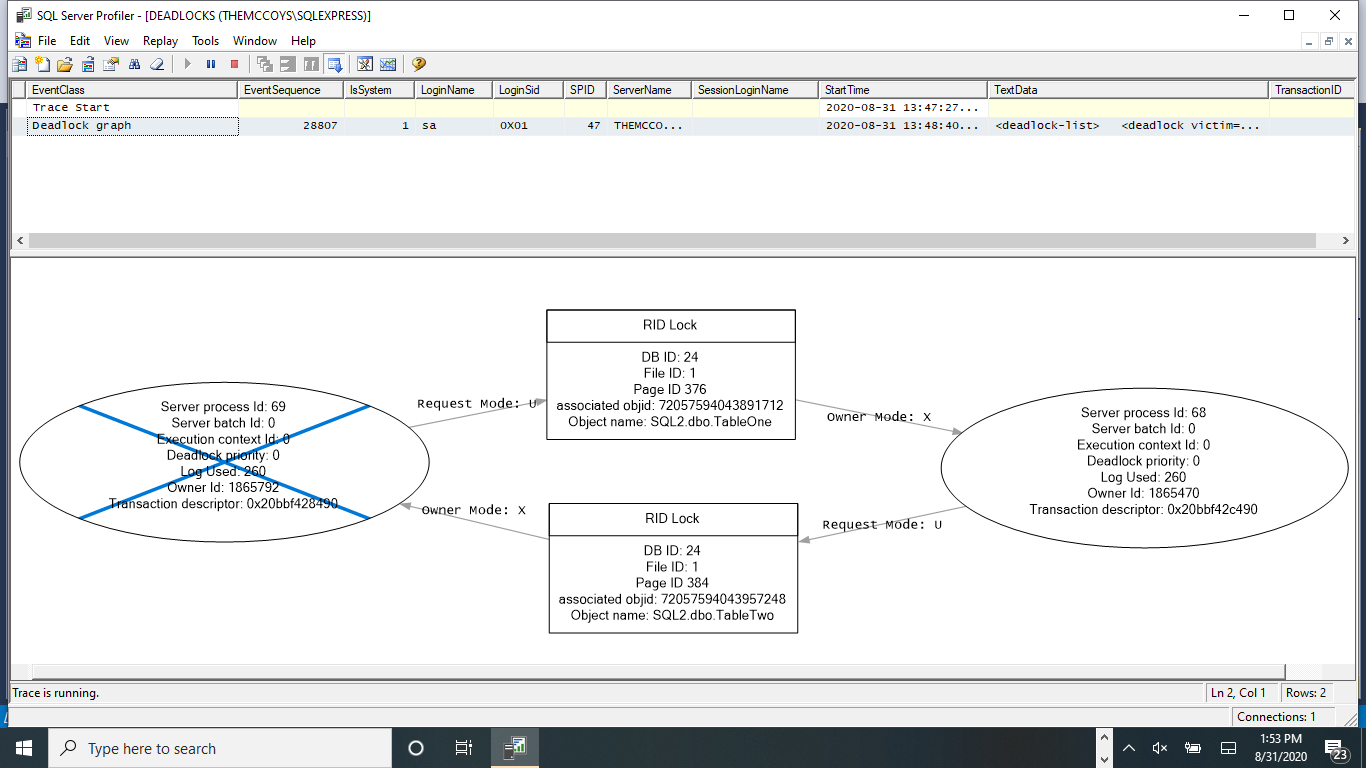 SQL Server Profiler - [DEADLOCKS (THEMCCOYS\SQLEXPRESS)]
File Edit View Replay Tools Window Help
EventClass EventSequence IsSystem LoginName LoginSid SPID ServerName SessionLoginName StartTime TextData TransactionID
Trace Start 2020-08-31 13:47:27...
Deadlock graph 28807 1 sa 0X01 47 THEMCCO... 2020-08-31 13:48:40... <deadlock-list> <deadlock victim=...
RID Lock
DB ID: 24
File ID: 1
Page ID 376
associated objid: 72057594043891712
Object name: SQL2.dbo.TableOne
Request Mode: U
Owner Mode: X
Server process Id: 69
Server batch Id: 0
Execution context Id: 0
Deadlock priority: 0
Log Used: 260
Owner Id: 1865792
Transaction descriptor: 0x20bbf428490
Server process Id: 68
Server batch Id: 0
Execution context Id: 0
Deadlock priority: 0
Log Used: 260
Owner Id: 1865470
Transaction descriptor: 0x20bbf42c490
Owner Mode: X
Request Mode: U
RID Lock
DB ID: 24
File ID: 1
Page ID 384
associated objid: 72057594043957248
Object name: SQL2.dbo.TableTwo
Trace is running.
Ln 2, Col 1
Rows: 2
Connections: 1
Type here to search
1:53 PM
8/31/2020
23